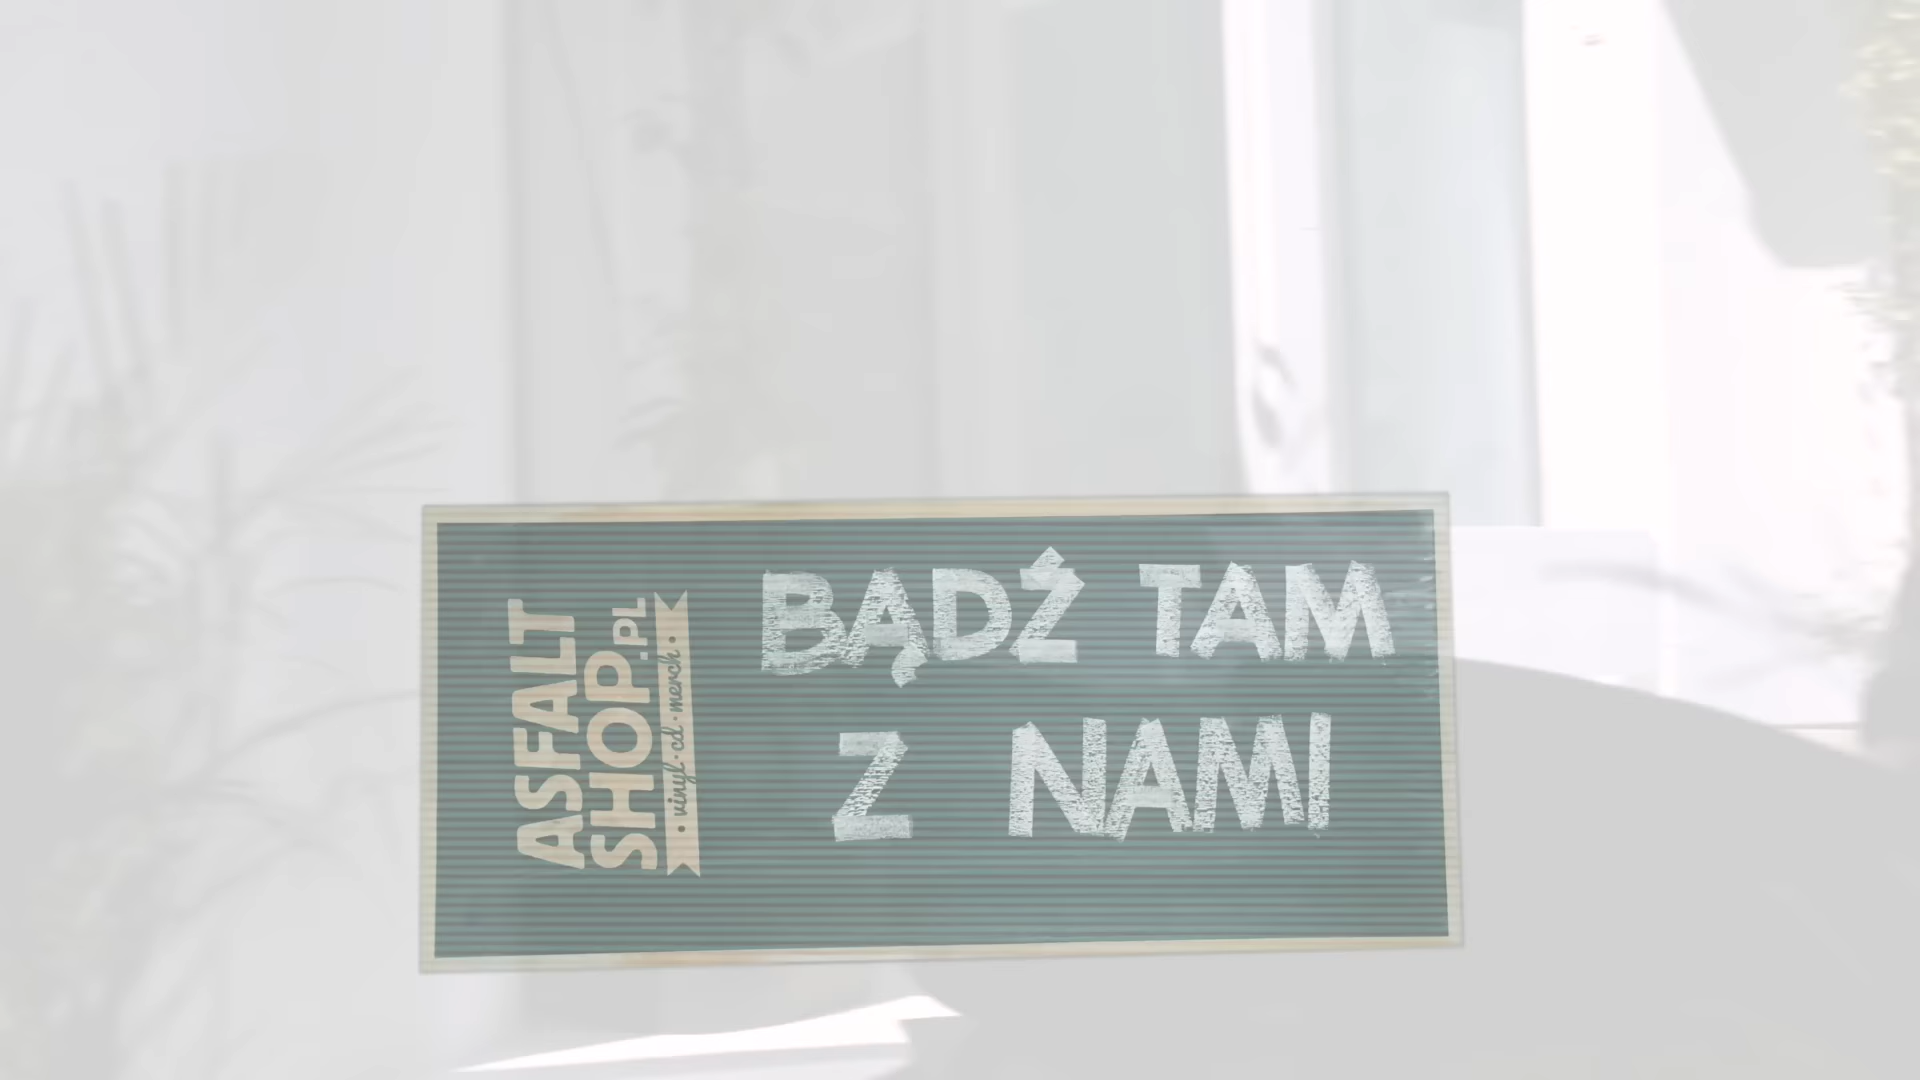 ASFALT
SHOP.PL
• vinyl • cd • merch •
BĄDŹ TAM
Z NAMI